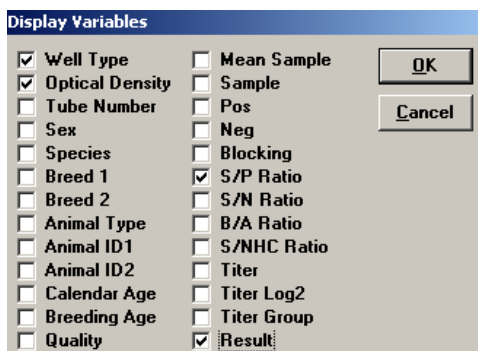 Display Variables
Well Type
Optical Density
Tube Number
Sex
Species
Breed 1
Breed 2
Animal Type
Animal ID1
Animal ID2
Calendar Age
Breeding Age
Quality
Mean Sample
Sample
Pos
Neg
Blocking
S/P Ratio
S/N Ratio
B/A Ratio
S/NHC Ratio
Titer
Titer Log2
Titer Group
Result
OK
Cancel